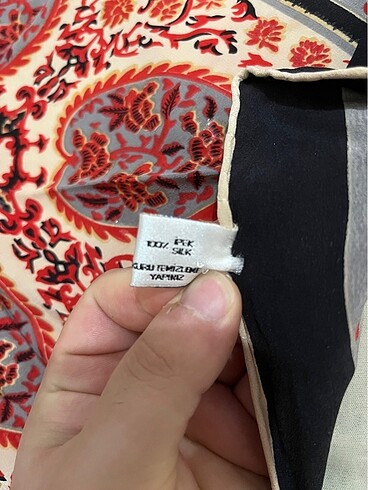 100% İPEK
SILK
KURU TEMİZLEME
YAPINIZ